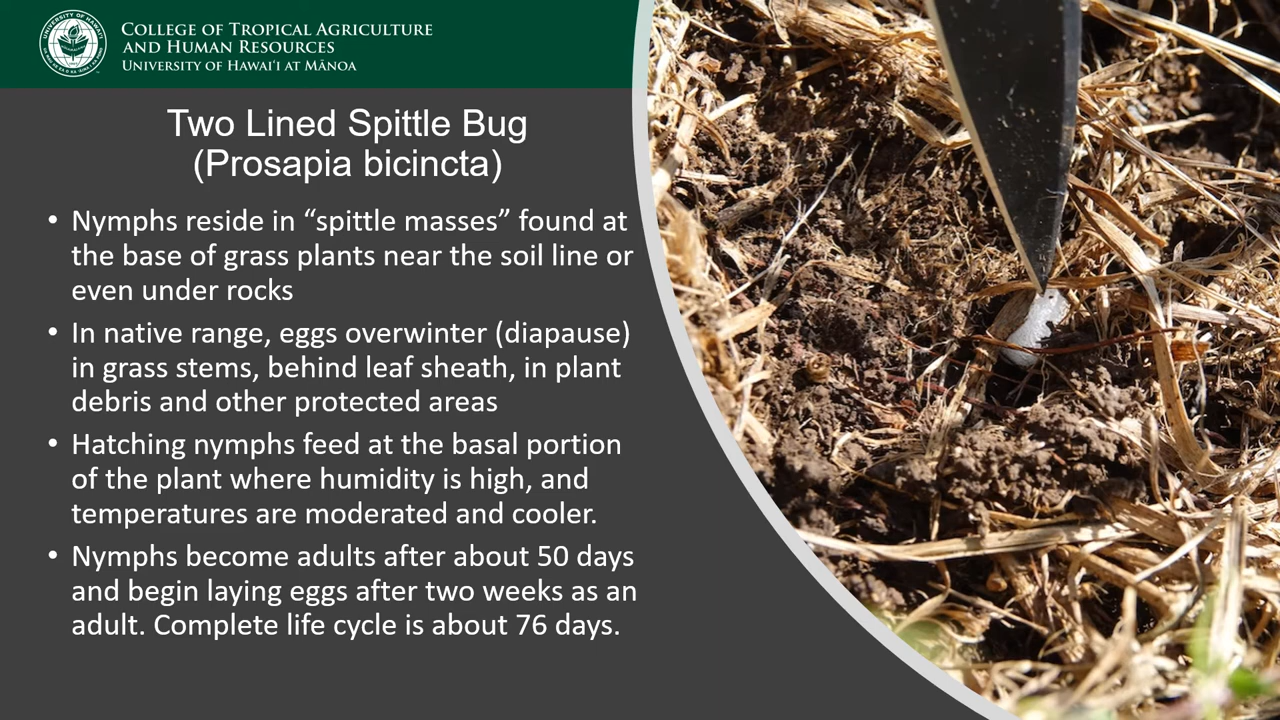 College of Tropical Agriculture
and Human Resources
University of Hawaiʻi at Mānoa
Two Lined Spittle Bug
(Prosapia bicincta)
• Nymphs reside in “spittle masses” found at
the base of grass plants near the soil line or
even under rocks
• In native range, eggs overwinter (diapause)
in grass stems, behind leaf sheath, in plant
debris and other protected areas
• Hatching nymphs feed at the basal portion
of the plant where humidity is high, and
temperatures are moderated and cooler.
• Nymphs become adults after about 50 days
and begin laying eggs after two weeks as an
adult. Complete life cycle is about 76 days.